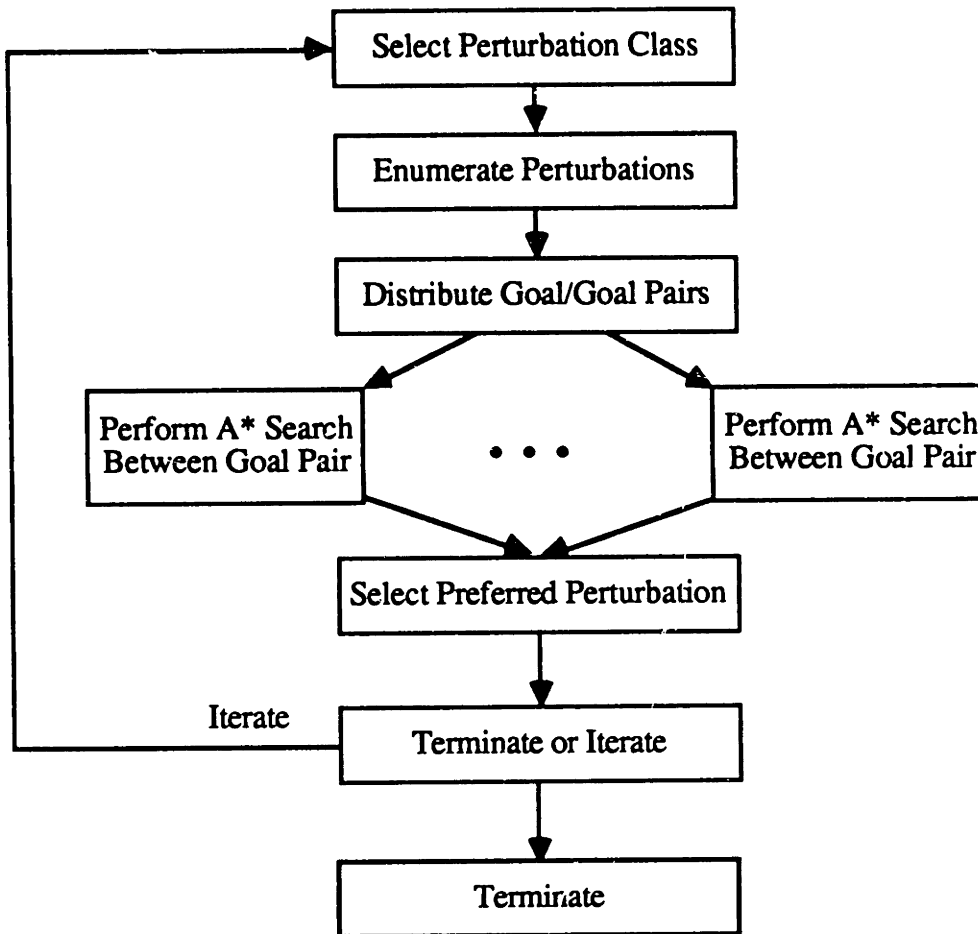 Select Perturbation Class
Enumerate Perturbations
Distribute Goal/Goal Pairs
Perform A* Search
Between Goal Pair
• • •
Perform A* Search
Between Goal Pair
Select Preferred Perturbation
Iterate
Terminate or Iterate
Terminate